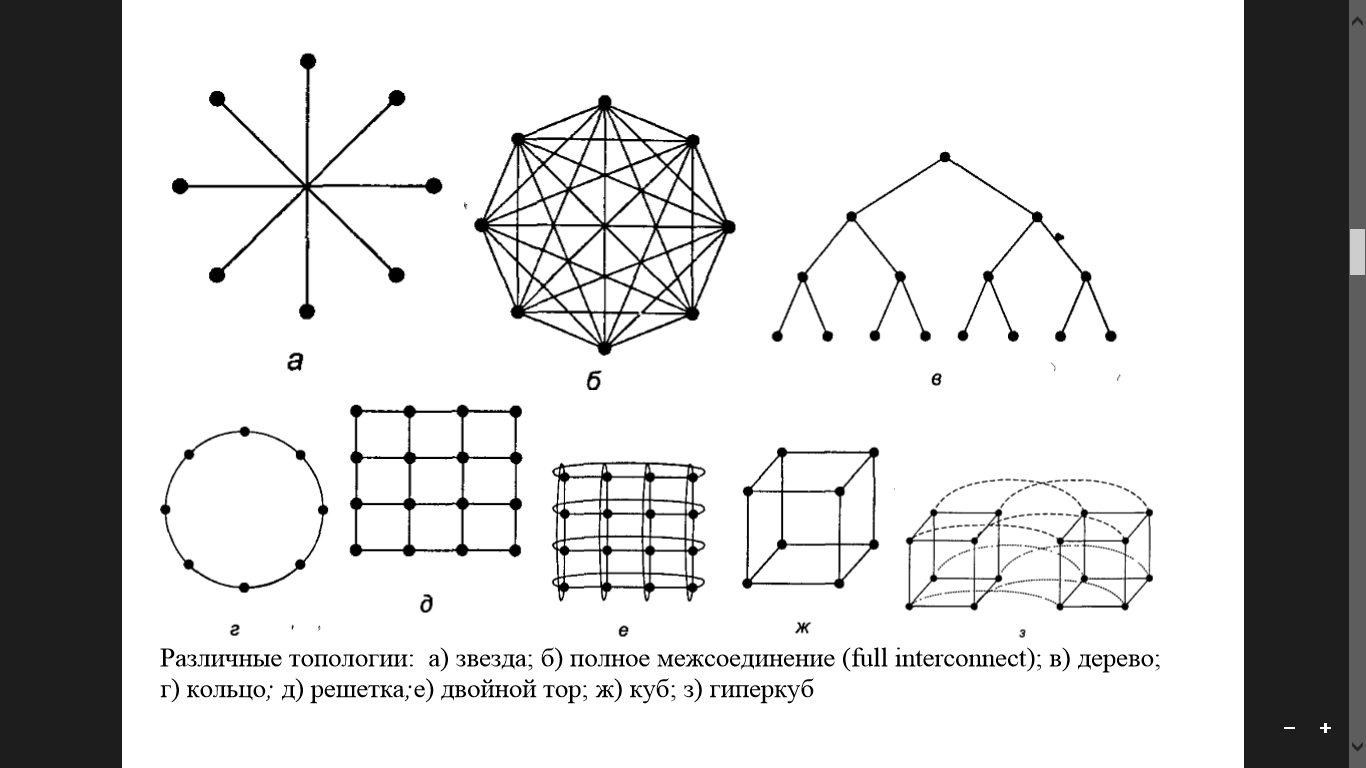 а
б
в
г
д
е
ж
з
Различные топологии: а) звезда; б) полное межсоединение (full interconnect); в) дерево;
г) кольцо; д) решетка;е) двойной тор; ж) куб; з) гиперкуб